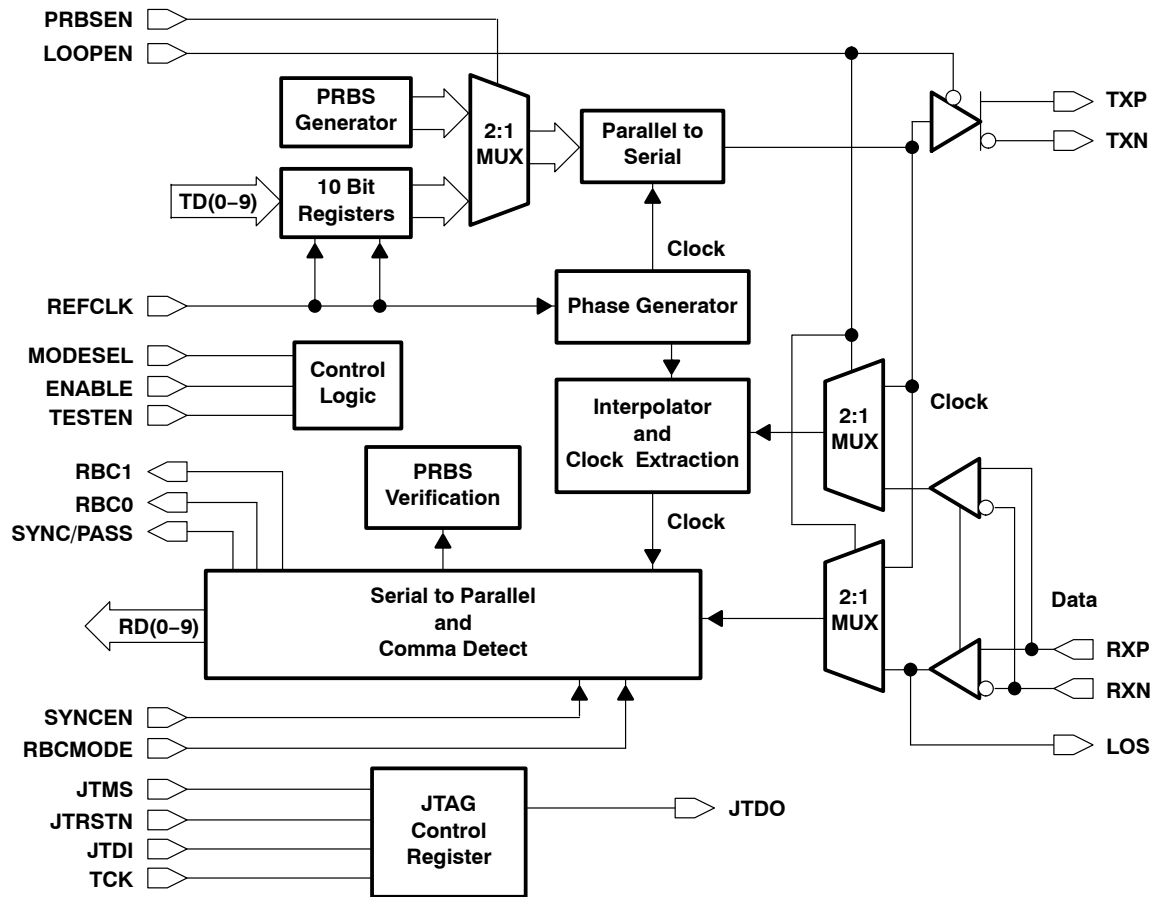 PRBSEN
LOOPEN
PRBS
Generator
2:1
MUX
Parallel to
Serial
TXP
TXN
TD(0–9)
10 Bit
Registers
Clock
REFCLK
Phase Generator
MODESEL
ENABLE
TESTEN
Control
Logic
Interpolator
and
Clock Extraction
2:1
MUX
Clock
RBC1
RBC0
SYNC/PASS
PRBS
Verification
Clock
Serial to Parallel
and
Comma Detect
RD(0–9)
2:1
MUX
Data
RXP
RXN
LOS
SYNCEN
RBCMODE
JTMS
JTRSTN
JTDI
TCK
JTAG
Control
Register
JTDO